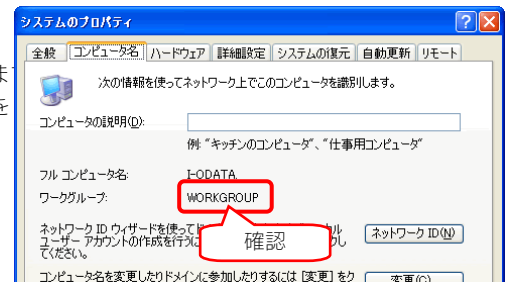 システムのプロパティ
全般 コンピュータ名 ハードウェア 詳細設定 システムの復元 自動更新 リモート
ま
次の情報を使ってネットワーク上でこのコンピュータを識別します。
を
コンピュータの説明(D):
例: "キッチンのコンピュータ"、"仕事用コンピュータ"
フル コンピュータ名: I-ODATA.
ワークグループ: WORKGROUP
ネットワーク ID ウィザードを使って
ユーザー アカウントの作成を行う
てください。
ネットワーク ID(N)
確認
コンピュータ名を変更したりドメインに参加したりするには [変更] をク
変更(C)